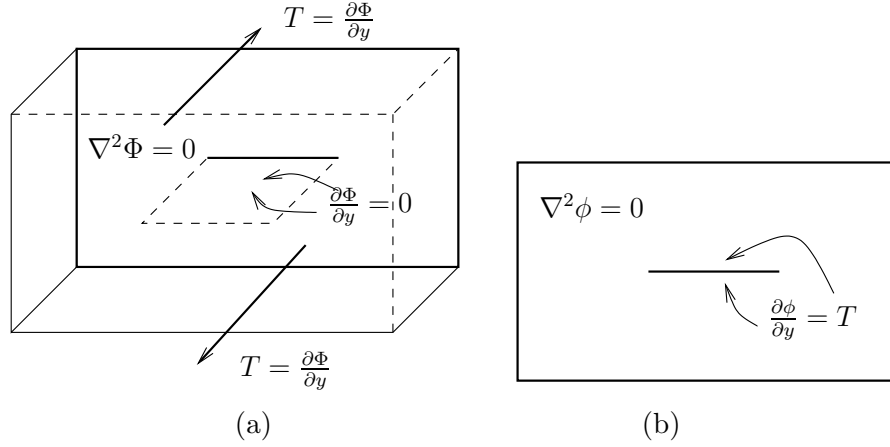 T = ∂Φ/∂y
∇²Φ = 0
∂Φ/∂y = 0
T = ∂Φ/∂y
(a)
∇²ϕ = 0
∂ϕ/∂y = T
(b)